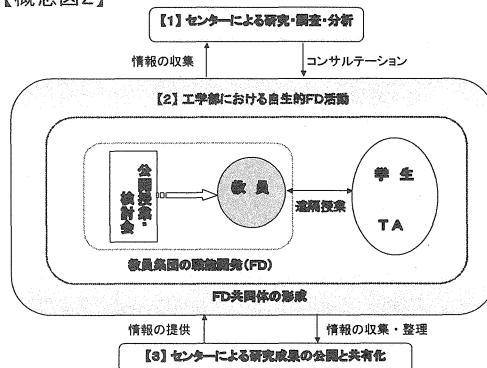 【概念図2】
【1】センターによる研究・調査・分析
情報の収集
コンサルテーション
【2】工学部における自生的FD活動
公開授業・
検討会
教員
遠隔授業
学生
TA
教員集団の職能開発(FD)
FD共同体の形成
情報の提供
情報の収集・整理
【3】センターによる研究成果の公開と共有化